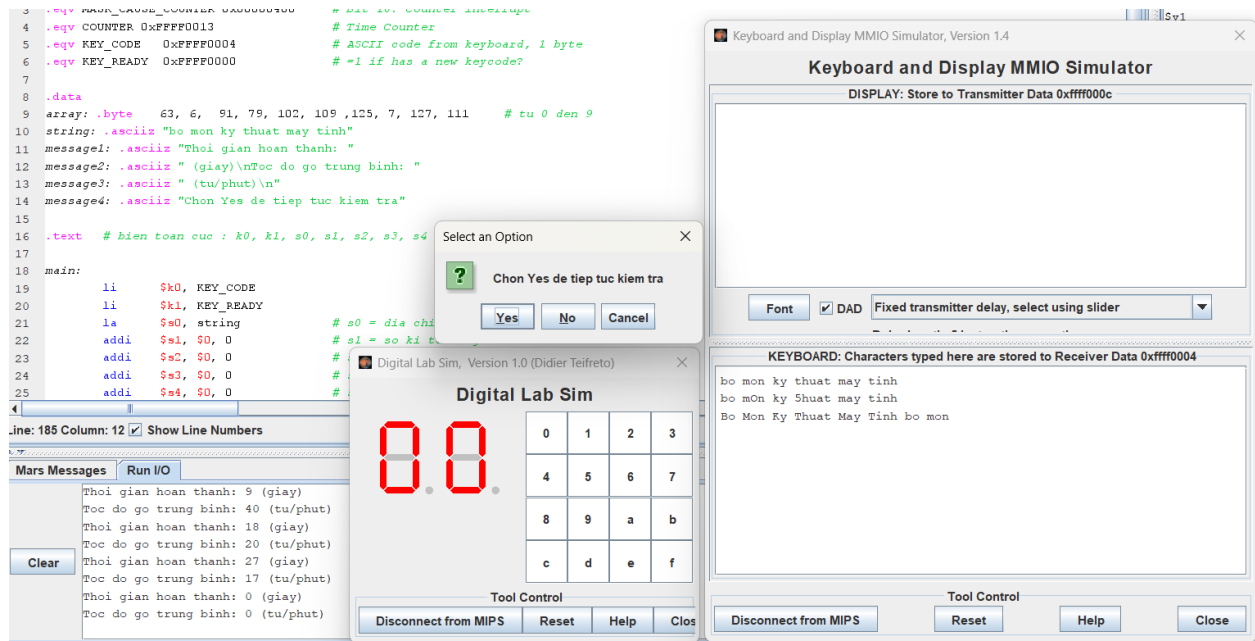 4 .eqv COUNTER 0xFFFF0013 # Time Counter
5 .eqv KEY_CODE 0xFFFF0004 # ASCII code from keyboard, 1 byte
6 .eqv KEY_READY 0xFFFF0000 # =1 if has a new keycode?
7
8 .data
9 array: .byte 63, 6, 91, 79, 102, 109 ,125, 7, 127, 111 # tu 0 den 9
10 string: .asciiz "bo mon ky thuat may tinh"
11 message1: .asciiz "Thoi gian hoan thanh: "
12 message2: .asciiz " (giay)\nToc do go trung binh: "
13 message3: .asciiz " (tu/phut)\n"
14 message4: .asciiz "Chon Yes de tiep tuc kiem tra"
15
16 .text # bien toan cuc : k0, k1, s0, s1, s2, s3, s4
17
18 main:
19 li $k0, KEY_CODE
20 li $k1, KEY_READY
21 la $s0, string # s0 = dia chi
22 addi $s1, $0, 0 # s1 = so ki
23 addi $s2, $0, 0 #
24 addi $s3, $0, 0 #
25 addi $s4, $0, 0 #
Line: 185 Column: 12 Show Line Numbers
Mars Messages Run I/O
Clear
Thoi gian hoan thanh: 9 (giay)
Toc do go trung binh: 40 (tu/phut)
Thoi gian hoan thanh: 18 (giay)
Toc do go trung binh: 20 (tu/phut)
Thoi gian hoan thanh: 27 (giay)
Toc do go trung binh: 17 (tu/phut)
Thoi gian hoan thanh: 0 (giay)
Toc do go trung binh: 0 (tu/phut)
Select an Option
Chon Yes de tiep tuc kiem tra
Yes No Cancel
Digital Lab Sim, Version 1.0 (Didier Teifreto)
Digital Lab Sim
0 1 2 3
4 5 6 7
8 9 a b
c d e f
Tool Control
Disconnect from MIPS Reset Help Clos
Sv1
Keyboard and Display MMIO Simulator, Version 1.4
Keyboard and Display MMIO Simulator
DISPLAY: Store to Transmitter Data 0xffff000c
Font DAD Fixed transmitter delay, select using slider
KEYBOARD: Characters typed here are stored to Receiver Data 0xffff0004
bo mon ky thuat may tinh
bo mOn ky 5huat may tinh
Bo Mon Ky Thuat May Tinh bo mon
Tool Control
Disconnect from MIPS Reset Help Close